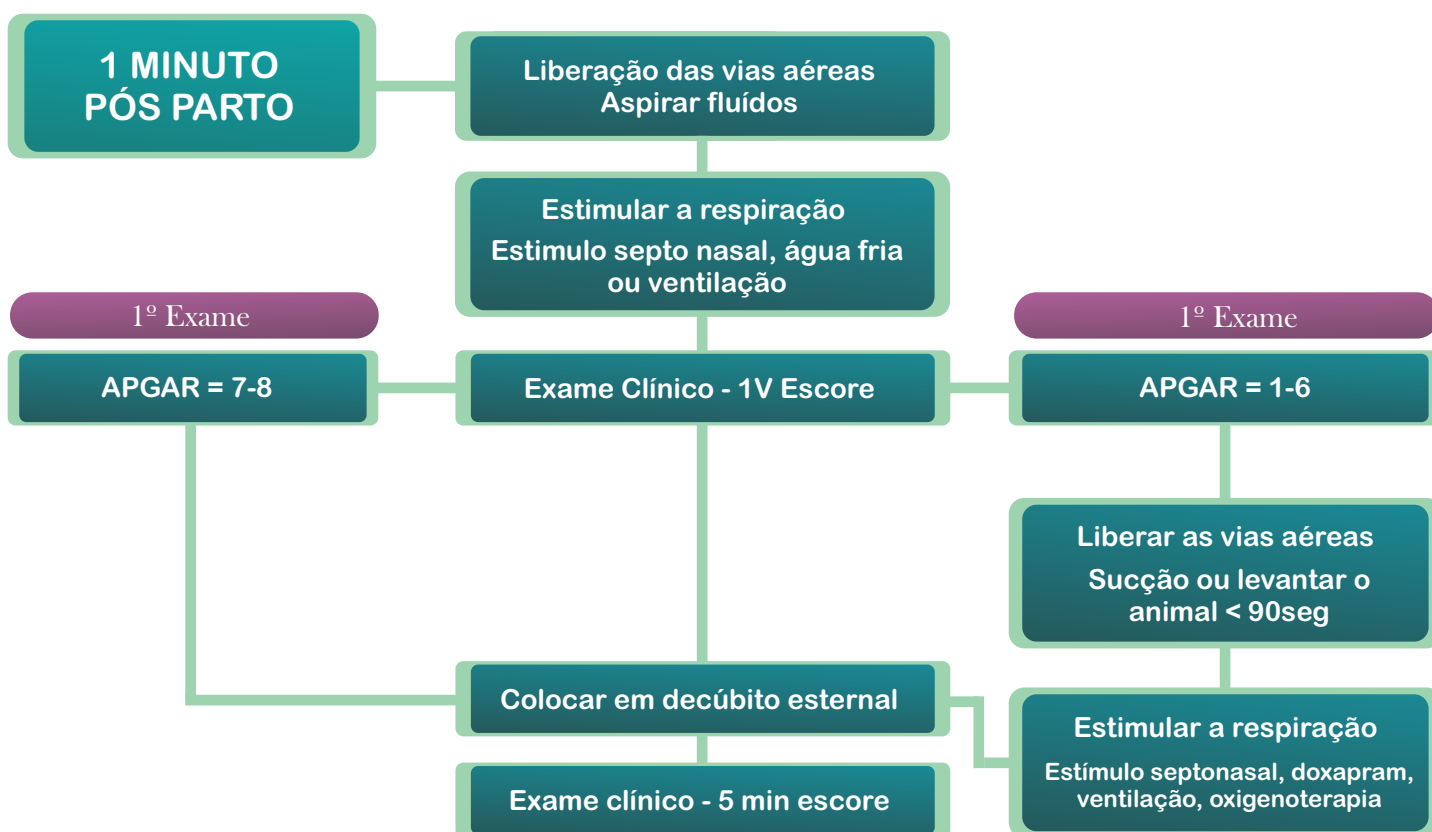 1 MINUTO
PÓS PARTO
Liberação das vias aéreas
Aspirar fluídos
Estimular a respiração
Estimulo septo nasal, água fria
ou ventilação
1º Exame
1º Exame
APGAR = 7-8
Exame Clínico - 1V Escore
APGAR = 1-6
Liberar as vias aéreas
Sucção ou levantar o
animal < 90seg
Colocar em decúbito esternal
Estimular a respiração
Estímulo septonasal, doxapram,
ventilação, oxigenoterapia
Exame clínico - 5 min escore